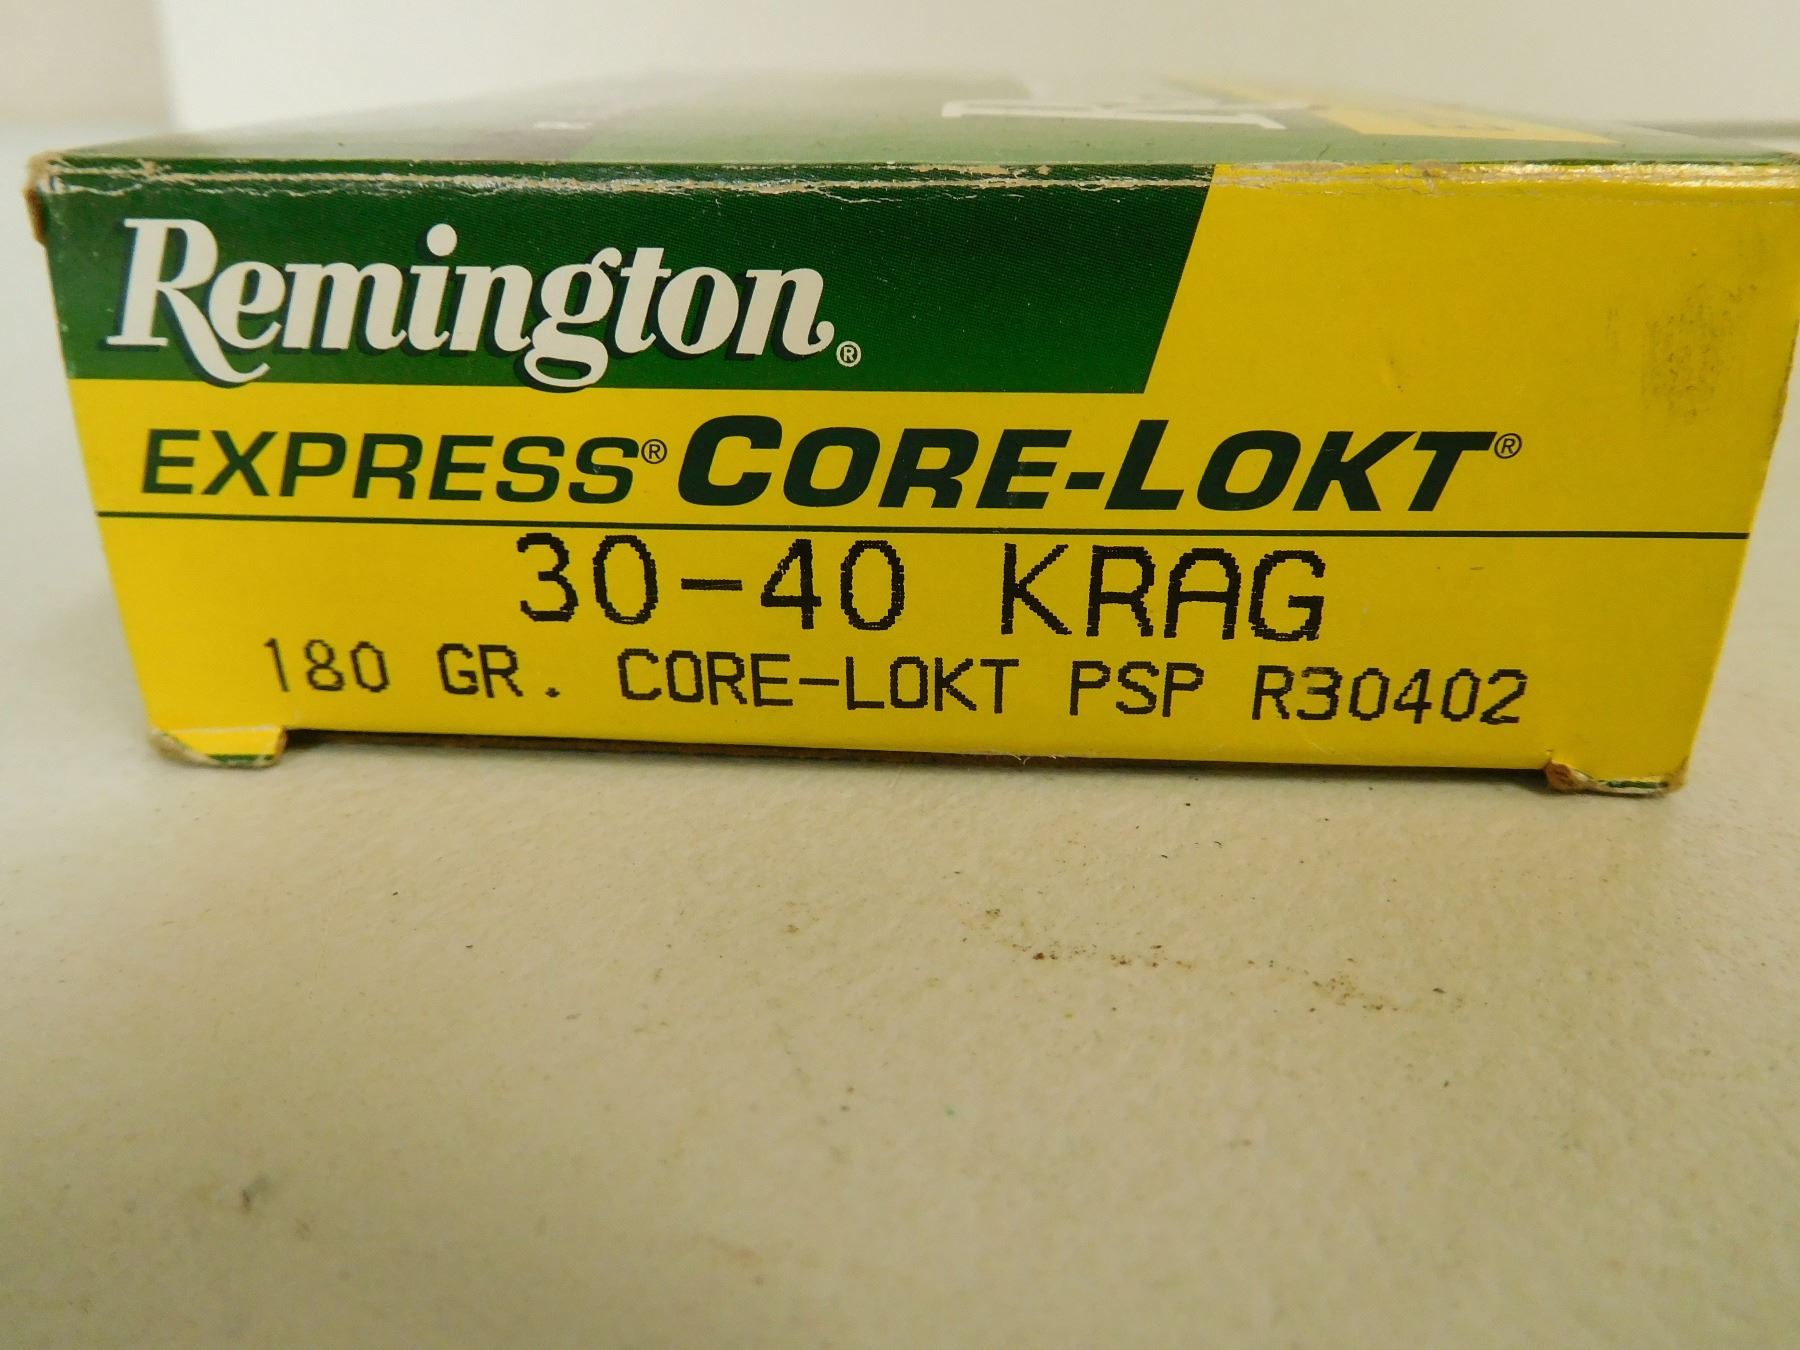 Remington®
EXPRESS® CORE-LOKT®
30-40 KRAG
180 GR. CORE-LOKT PSP R30402